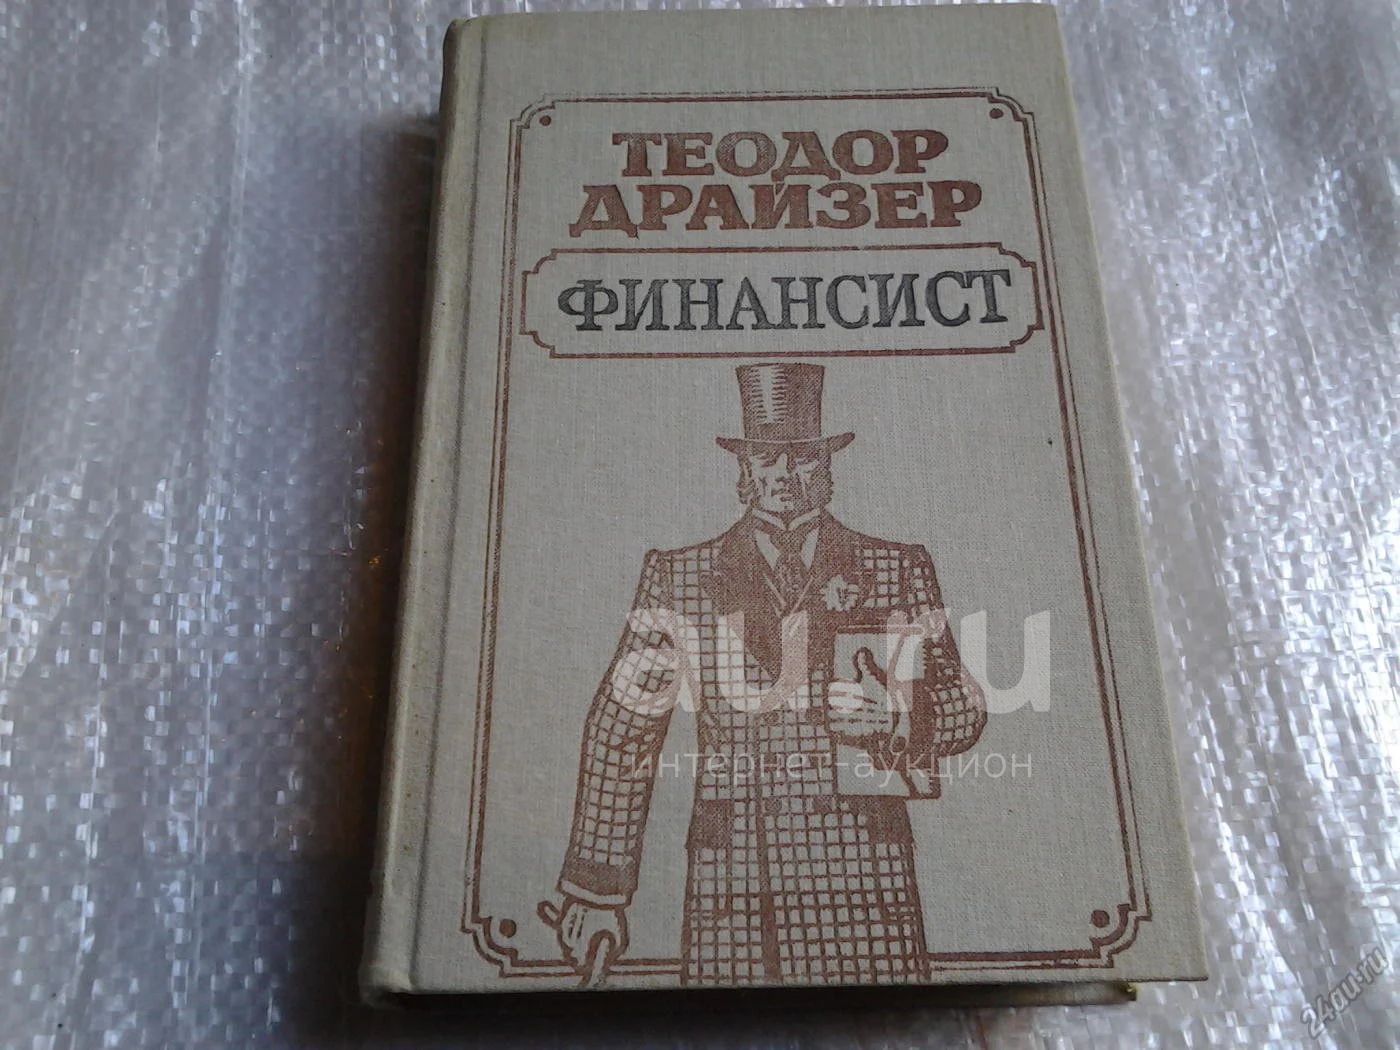 ТЕОДОР
ДРАЙЗЕР
ФИНАНСИСТ
au.ru
интернет-аукцион
24au.ru